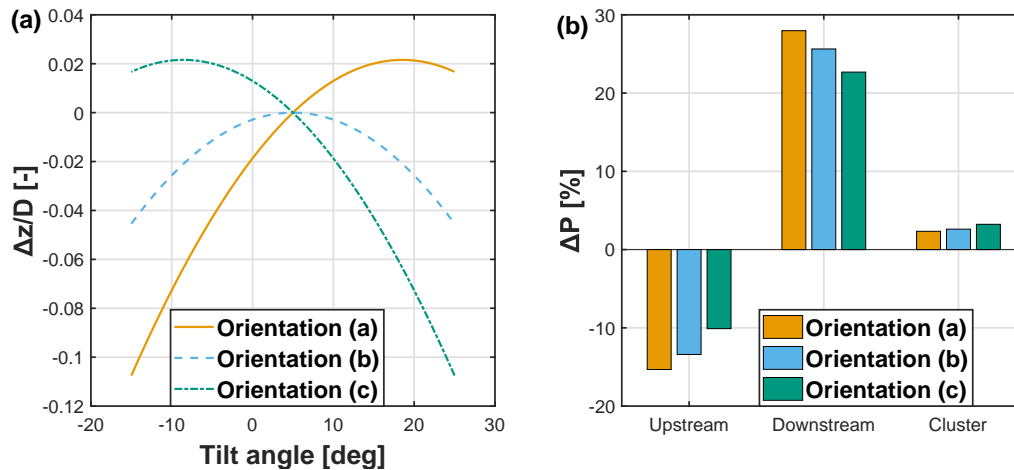 (a)
0.04
0.02
0
-0.02
-0.04
-0.06
-0.08
-0.1
-0.12
Δz/D [-]
-20
-10
0
10
20
30
Tilt angle [deg]
Orientation (a)
Orientation (b)
Orientation (c)
(b)
30
20
10
0
-10
-20
ΔP [%]
Upstream
Downstream
Cluster
Orientation (a)
Orientation (b)
Orientation (c)